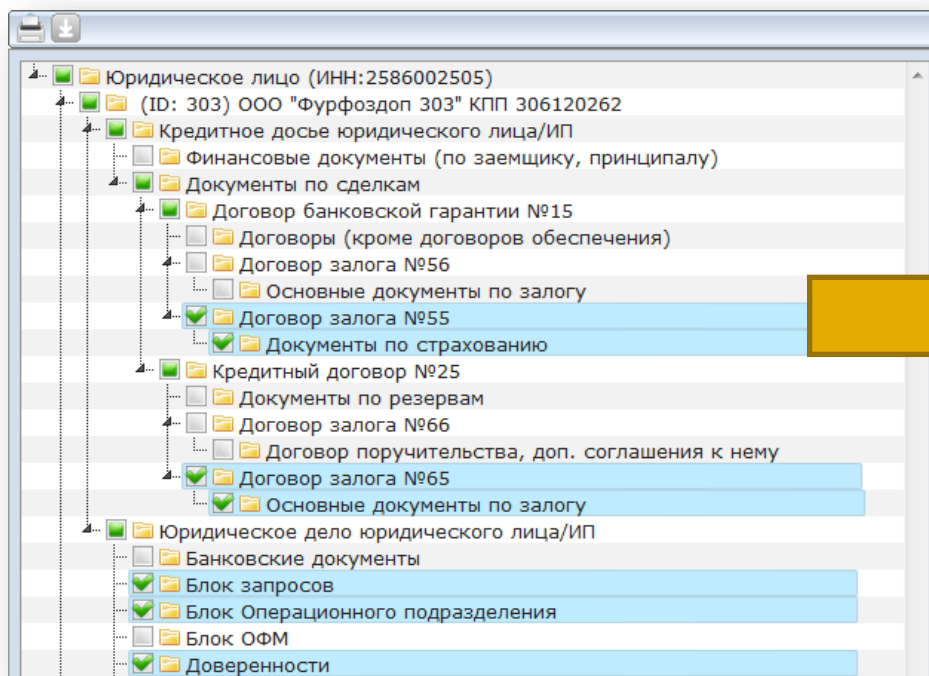 Юридическое лицо (ИНН:2586002505)
(ID: 303) ООО "Фурфоздоп 303" КПП 306120262
Кредитное досье юридического лица/ИП
Финансовые документы (по заемщику, принципалу)
Документы по сделкам
Договор банковской гарантии №15
Договоры (кроме договоров обеспечения)
Договор залога №56
Основные документы по залогу
Договор залога №55
Документы по страхованию
Кредитный договор №25
Документы по резервам
Договор залога №66
Договор поручительства, доп. соглашения к нему
Договор залога №65
Основные документы по залогу
Юридическое дело юридического лица/ИП
Банковские документы
Блок запросов
Блок Операционного подразделения
Блок ОФМ
Доверенности